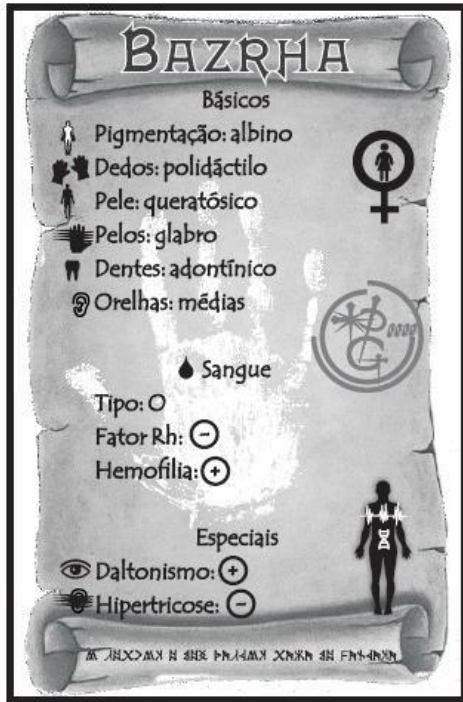 BAZRHA
Básicos
Pigmentação: albino
Dedos: polidáctilo
Pele: queratósico
Pelos: glabro
Dentes: adontínico
Orelhas: médias
Sangue
Tipo: O
Fator Rh: -
Hemofilia: +
Especiais
Daltonismo: +
Hipertricose: -